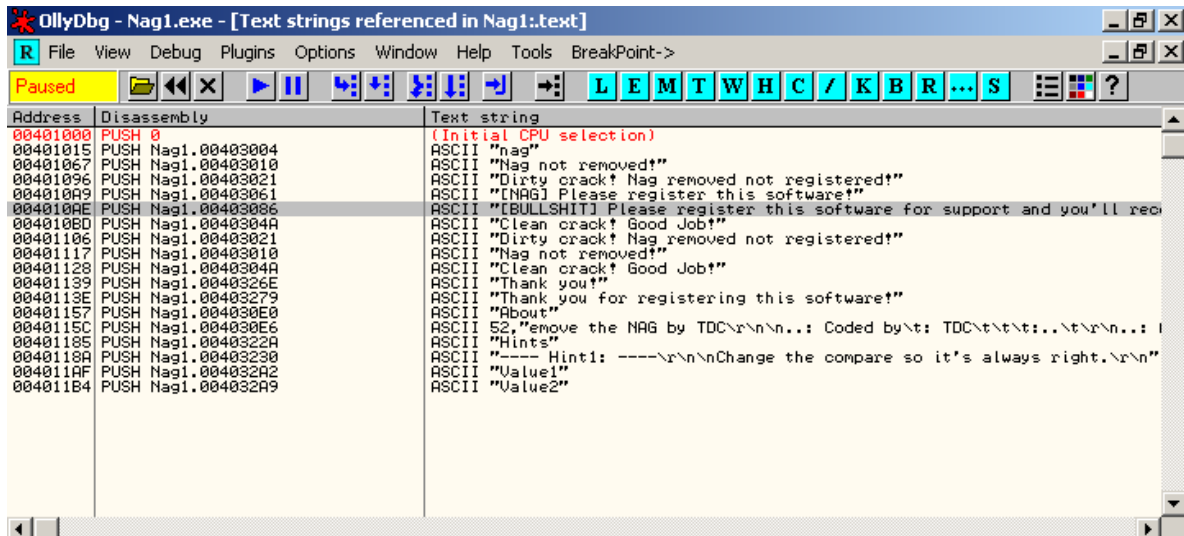 OllyDbg - Nag1.exe - [Text strings referenced in Nag1:.text]
R File View Debug Plugins Options Window Help Tools BreakPoint->
Paused L E M T W H C / K B R ... S ?
Address Disassembly Text string
00401000 PUSH 0 (Initial CPU selection)
00401015 PUSH Nag1.00403004 ASCII "nag"
00401067 PUSH Nag1.00403010 ASCII "Nag not removed!"
00401096 PUSH Nag1.00403021 ASCII "Dirty crack! Nag removed not registered!"
004010A9 PUSH Nag1.00403061 ASCII "[NAG] Please register this software!"
004010AE PUSH Nag1.00403086 ASCII "[BULLSHIT] Please register this software for support and you'll rec
004010BD PUSH Nag1.0040304A ASCII "Clean crack! Good Job!"
00401106 PUSH Nag1.00403021 ASCII "Dirty crack! Nag removed not registered!"
00401117 PUSH Nag1.00403010 ASCII "Nag not removed!"
00401128 PUSH Nag1.0040304A ASCII "Clean crack! Good Job!"
00401139 PUSH Nag1.0040326E ASCII "Thank you!"
0040113E PUSH Nag1.00403279 ASCII "Thank you for registering this software!"
00401157 PUSH Nag1.004030E0 ASCII "About"
0040115C PUSH Nag1.004030E6 ASCII 52,"emove the NAG by TDC\r\n\n..: Coded by\t: TDC\t\t\t:..\t\r\n..:
00401185 PUSH Nag1.0040322A ASCII "Hints"
0040118A PUSH Nag1.00403230 ASCII "---- Hint1: ----\r\n\nChange the compare so it's always right.\r\n"
004011AF PUSH Nag1.004032A2 ASCII "Value1"
004011B4 PUSH Nag1.004032A9 ASCII "Value2"